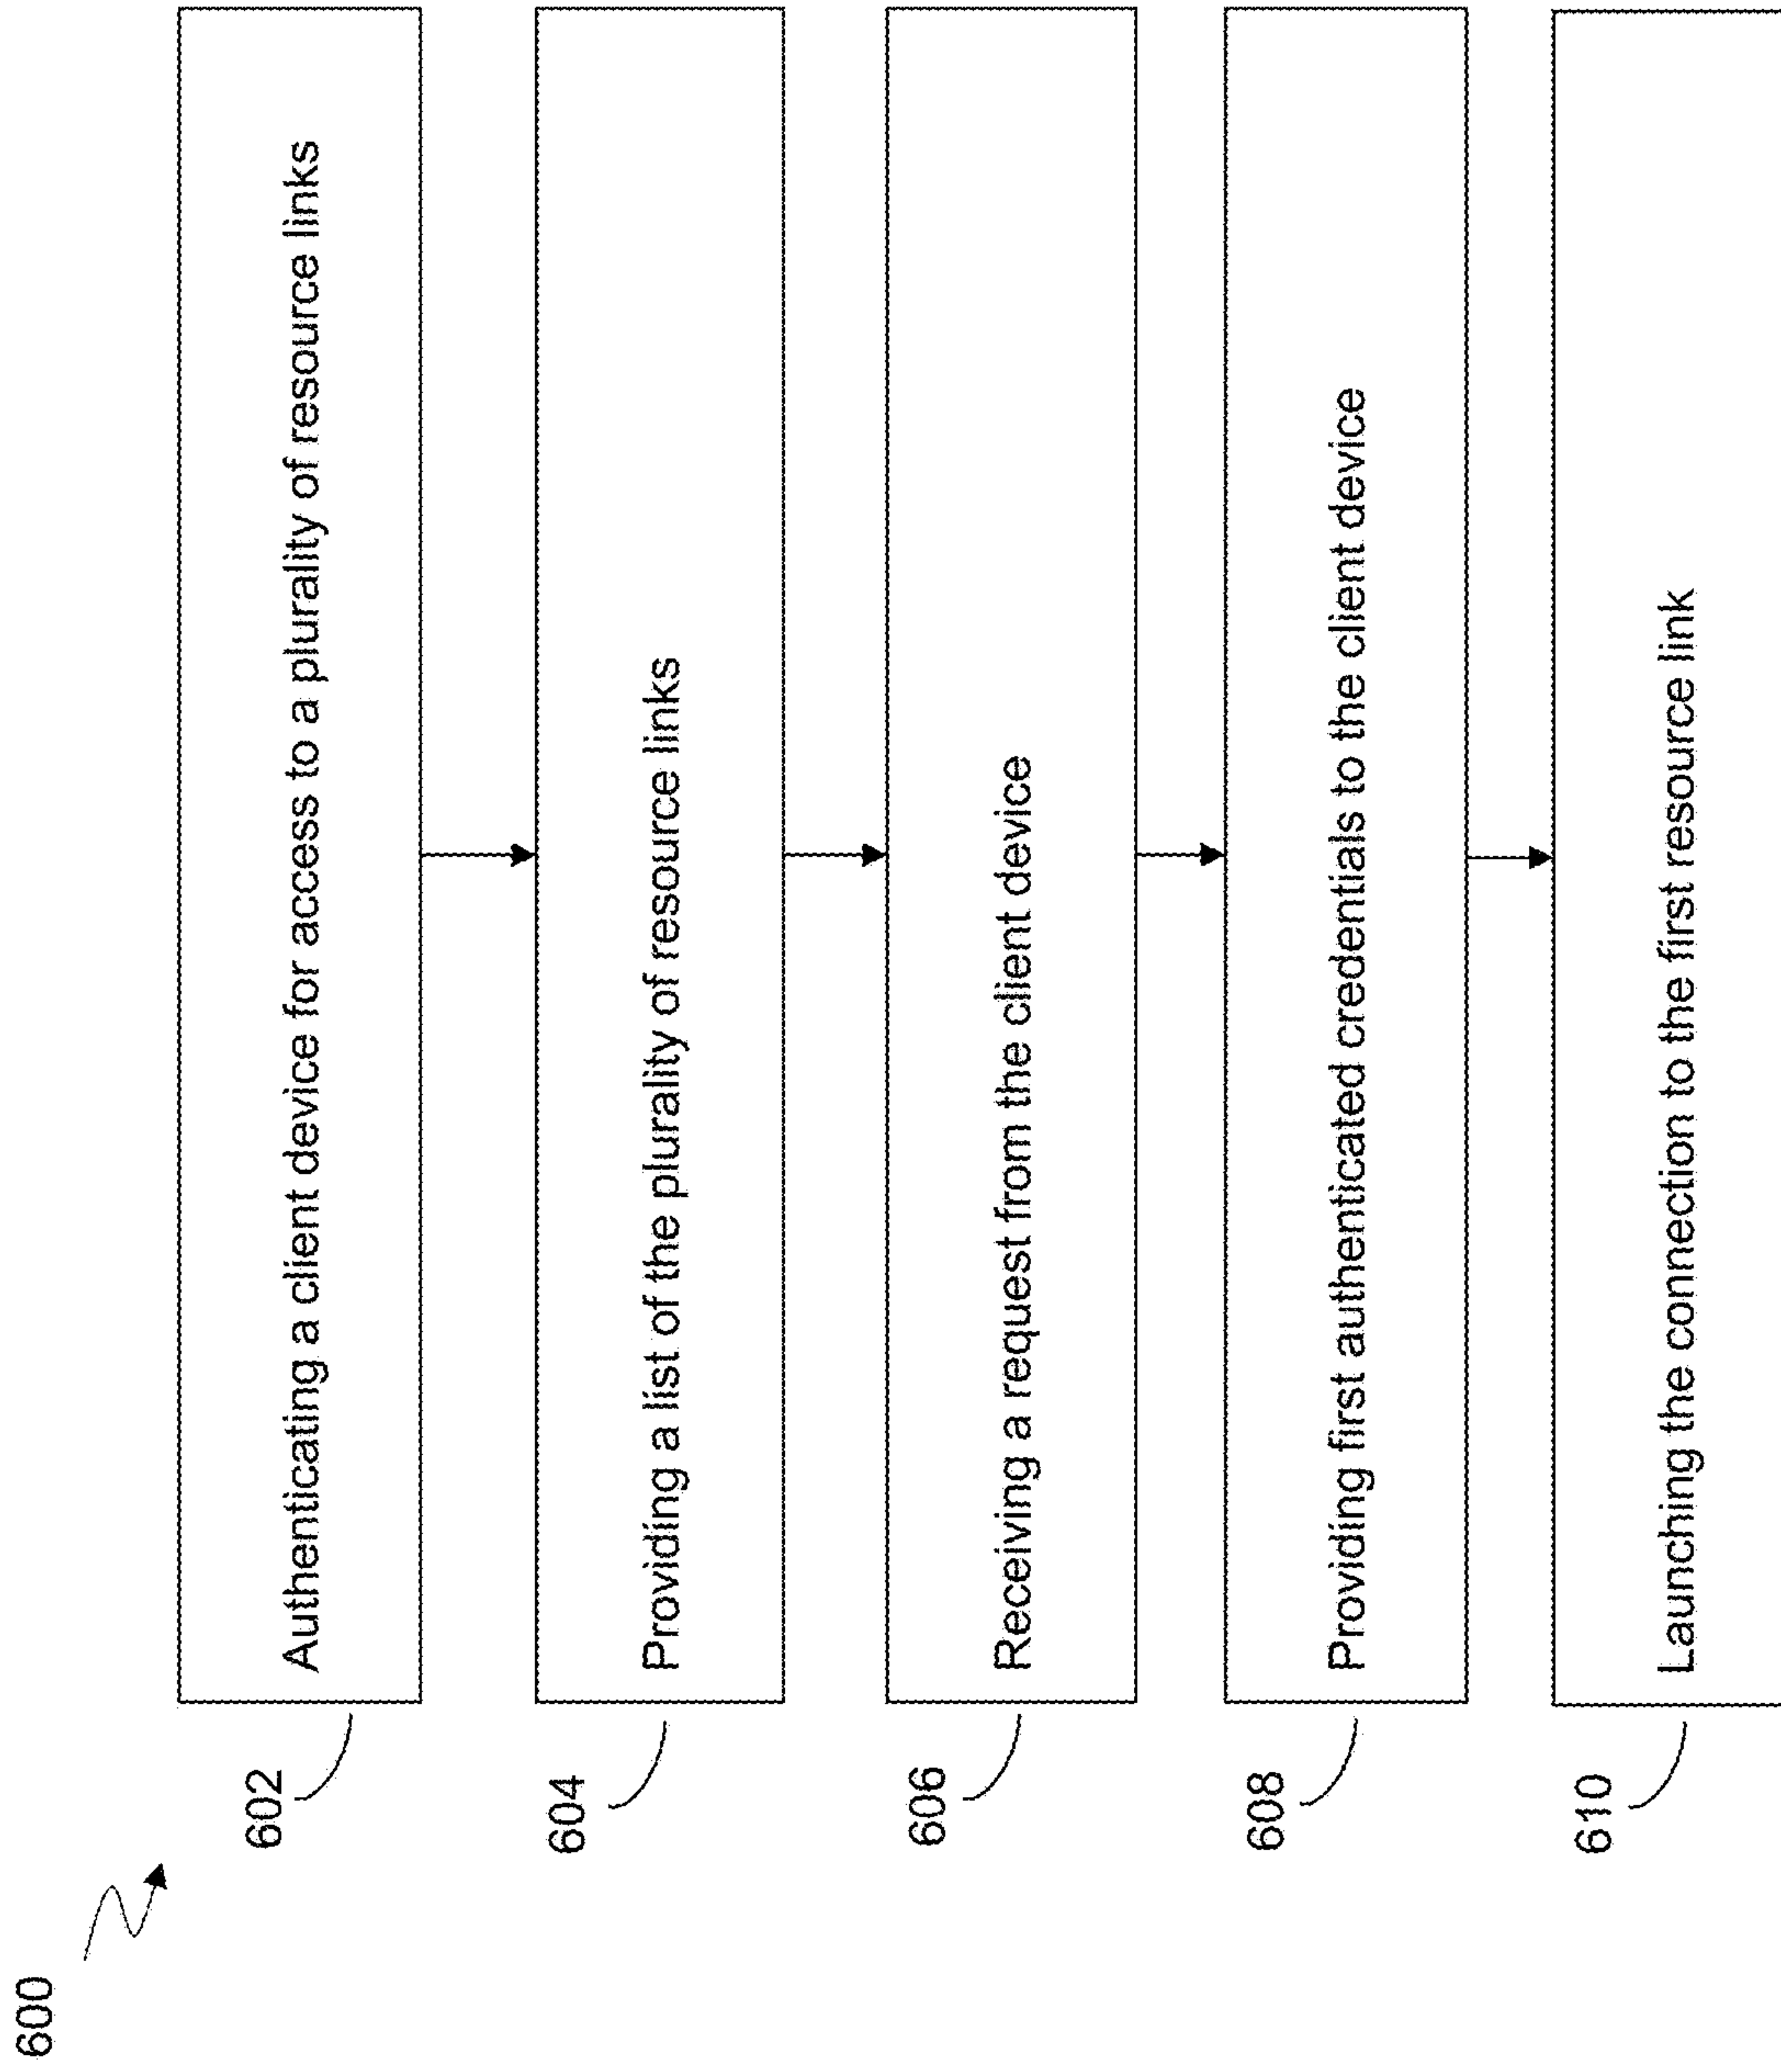 600
602
Authenticating a client device for access to a plurality of resource links
604
Providing a list of the plurality of resource links
606
Receiving a request from the client device
608
Providing first authenticated credentials to the client device
610
Launching the connection to the first resource link